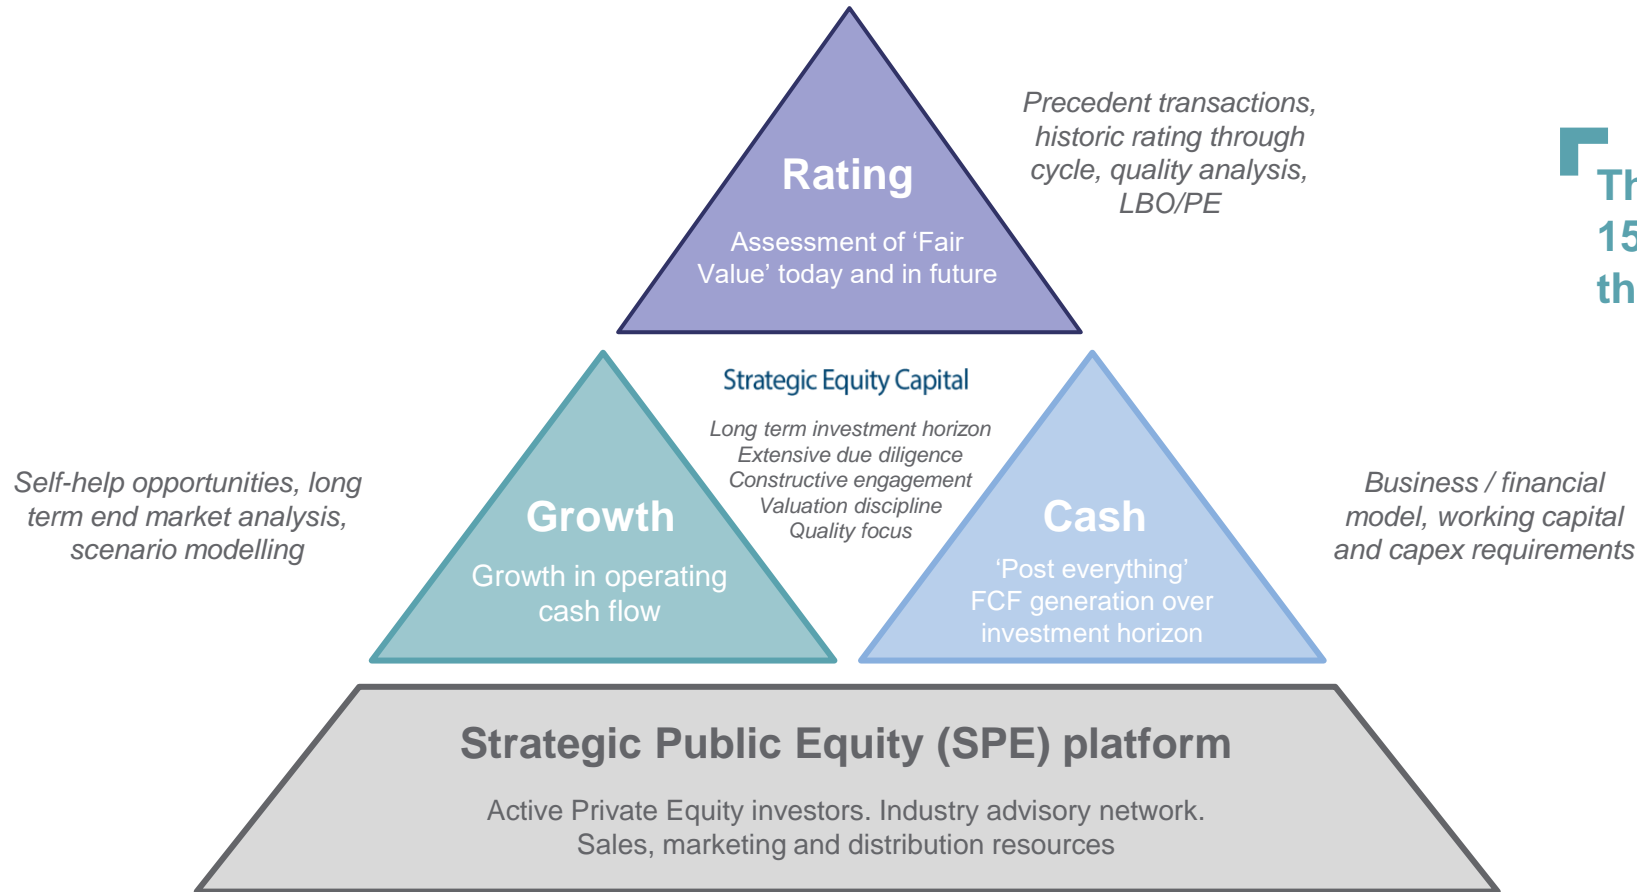 Rating
Assessment of ‘Fair
Value’ today and in future
Precedent transactions,
historic rating through
cycle, quality analysis,
LBO/PE
Th
15
th
Strategic Equity Capital
Long term investment horizon
Extensive due diligence
Constructive engagement
Valuation discipline
Quality focus
Self-help opportunities, long
term end market analysis,
scenario modelling
Growth
Growth in operating
cash flow
Cash
‘Post everything’
FCF generation over
investment horizon
Business / financial
model, working capital
and capex requirements
Strategic Public Equity (SPE) platform
Active Private Equity investors. Industry advisory network.
Sales, marketing and distribution resources